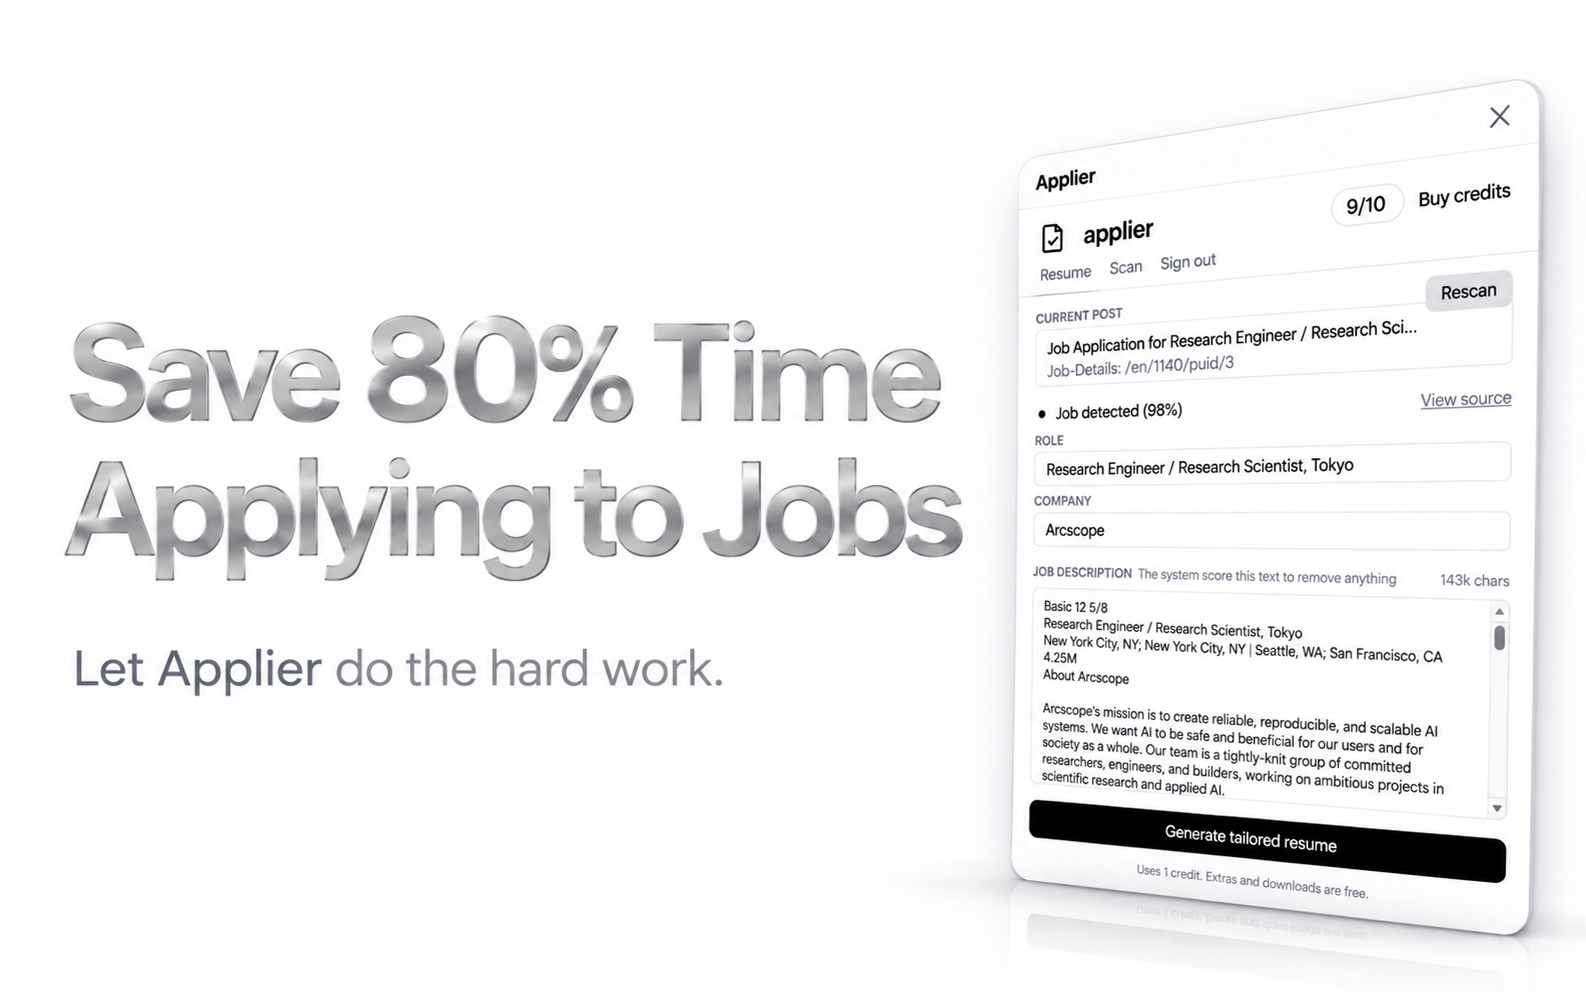 Save 80% Time
Applying to Jobs
Let Applier do the hard work.
Applier
applier
9/10
Buy credits
Resume
Scan
Sign out
Rescan
CURRENT POST
Job Application for Research Engineer / Research Sci...
Job-Details: /en/1140/puid/3
Job detected (98%)
View source
ROLE
Research Engineer / Research Scientist, Tokyo
COMPANY
Arcscope
JOB DESCRIPTION The system score this text to remove anything
143k chars
Basic 12 5/8
Research Engineer / Research Scientist, Tokyo
New York City, NY; New York City, NY | Seattle, WA; San Francisco, CA
4.25M
About Arcscope
Arcscope's mission is to create reliable, reproducible, and scalable AI
systems. We want AI to be safe and beneficial for our users and for
society as a whole. Our team is a tightly-knit group of committed
researchers, engineers, and builders, working on ambitious projects in
scientific research and applied AI.
Generate tailored resume
Uses 1 credit. Extras and downloads are free.